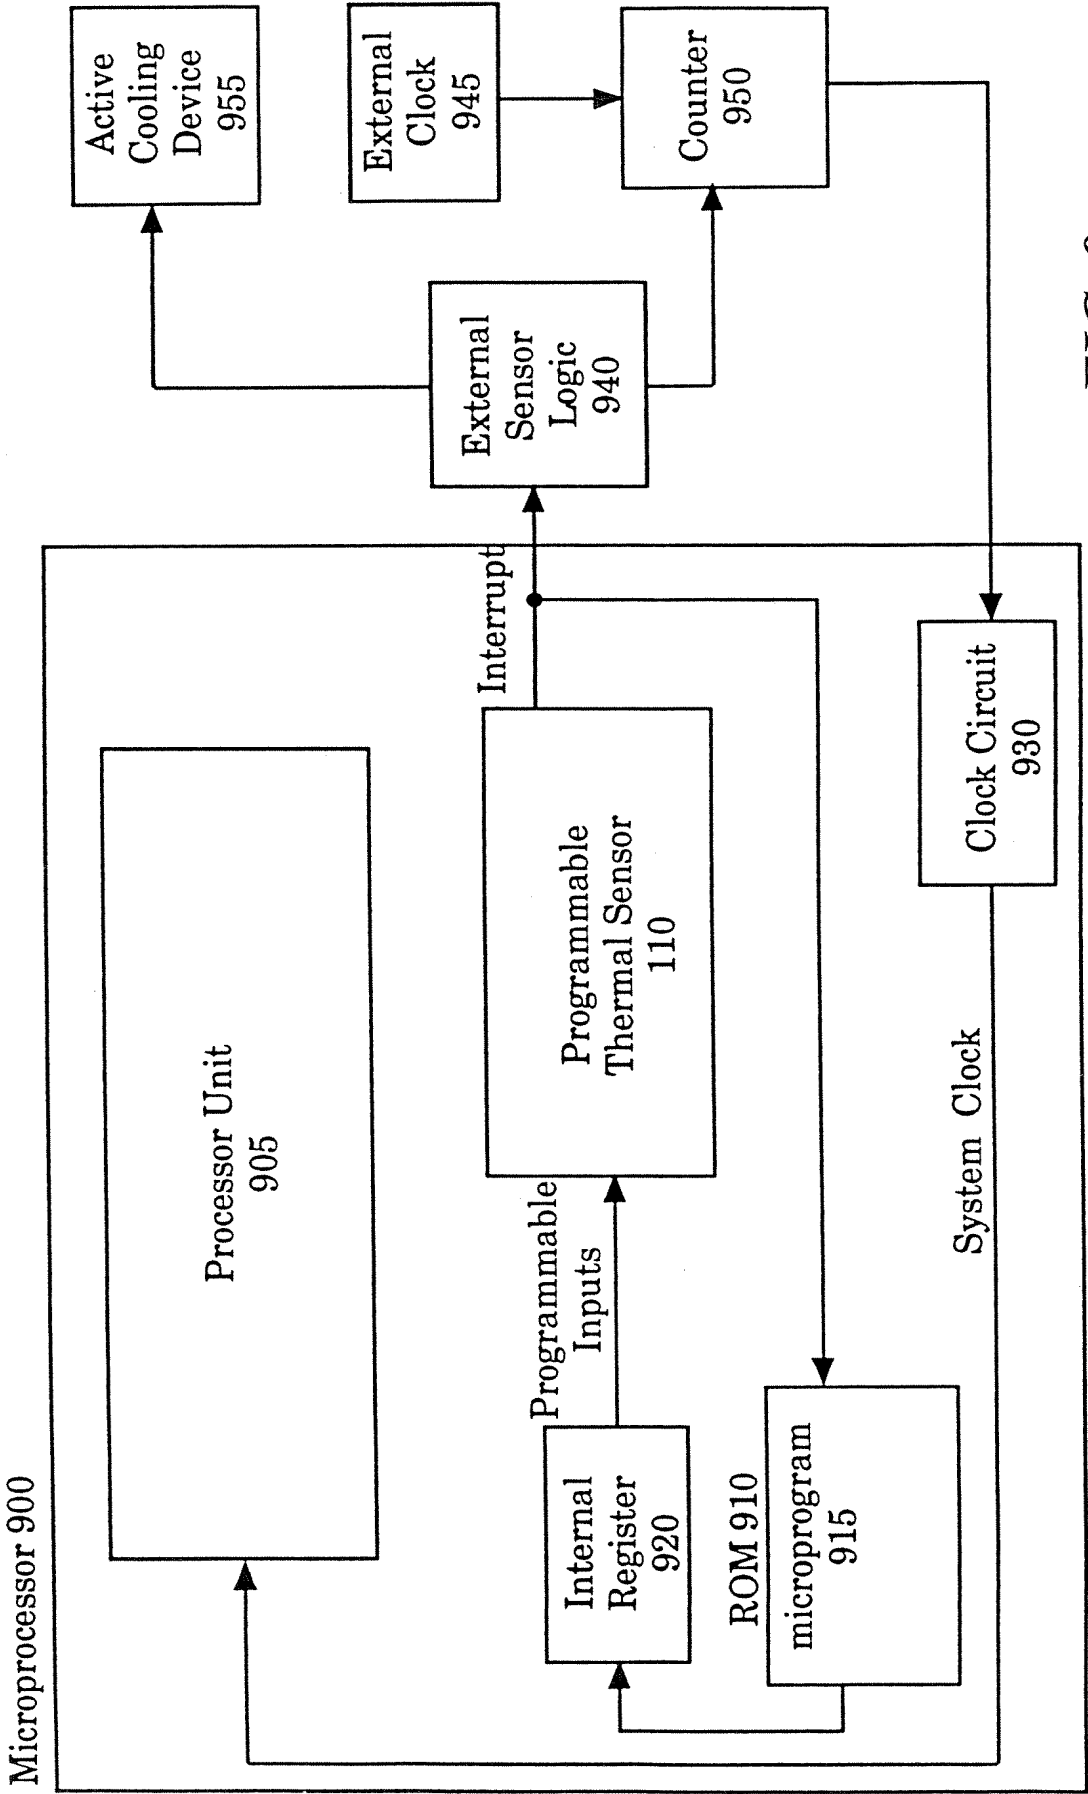 Microprocessor 900
Processor Unit
905
Internal
Register
920
Programmable
Inputs
Programmable
Thermal Sensor
110
Interrupt
ROM 910
microprogram
915
System Clock
Clock Circuit
930
External
Sensor
Logic
940
Active
Cooling
Device
955
External
Clock
945
Counter
950